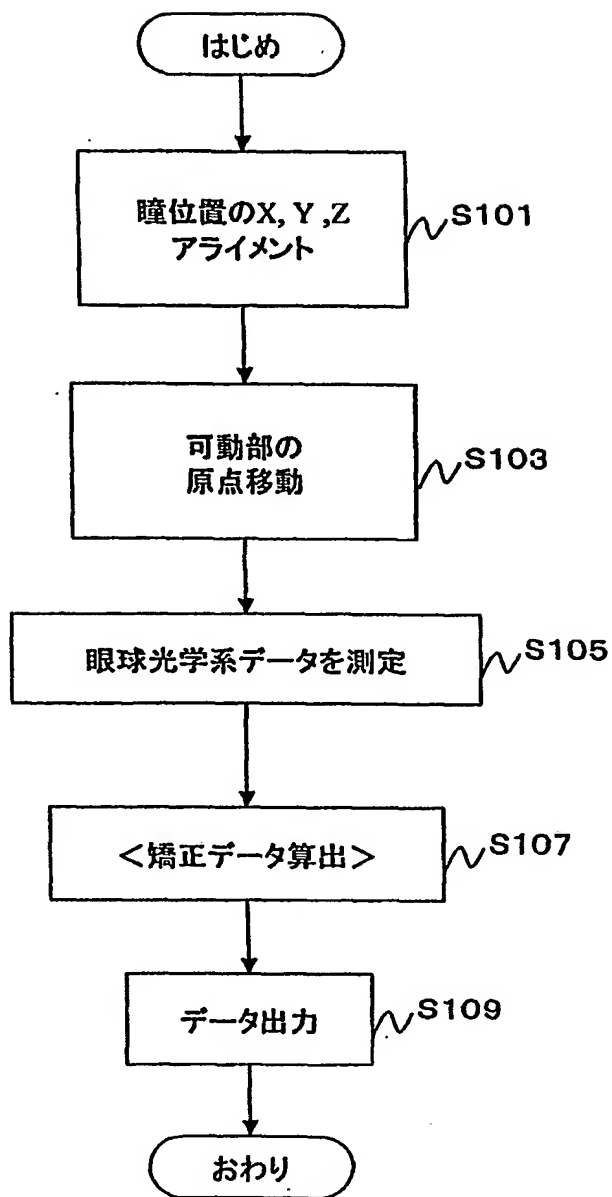 はじめ
瞳位置のX, Y ,Z
アライメント
S101
可動部の
原点移動
S103
眼球光学系データを測定
S105
＜矯正データ算出＞
S107
データ出力
S109
おわり